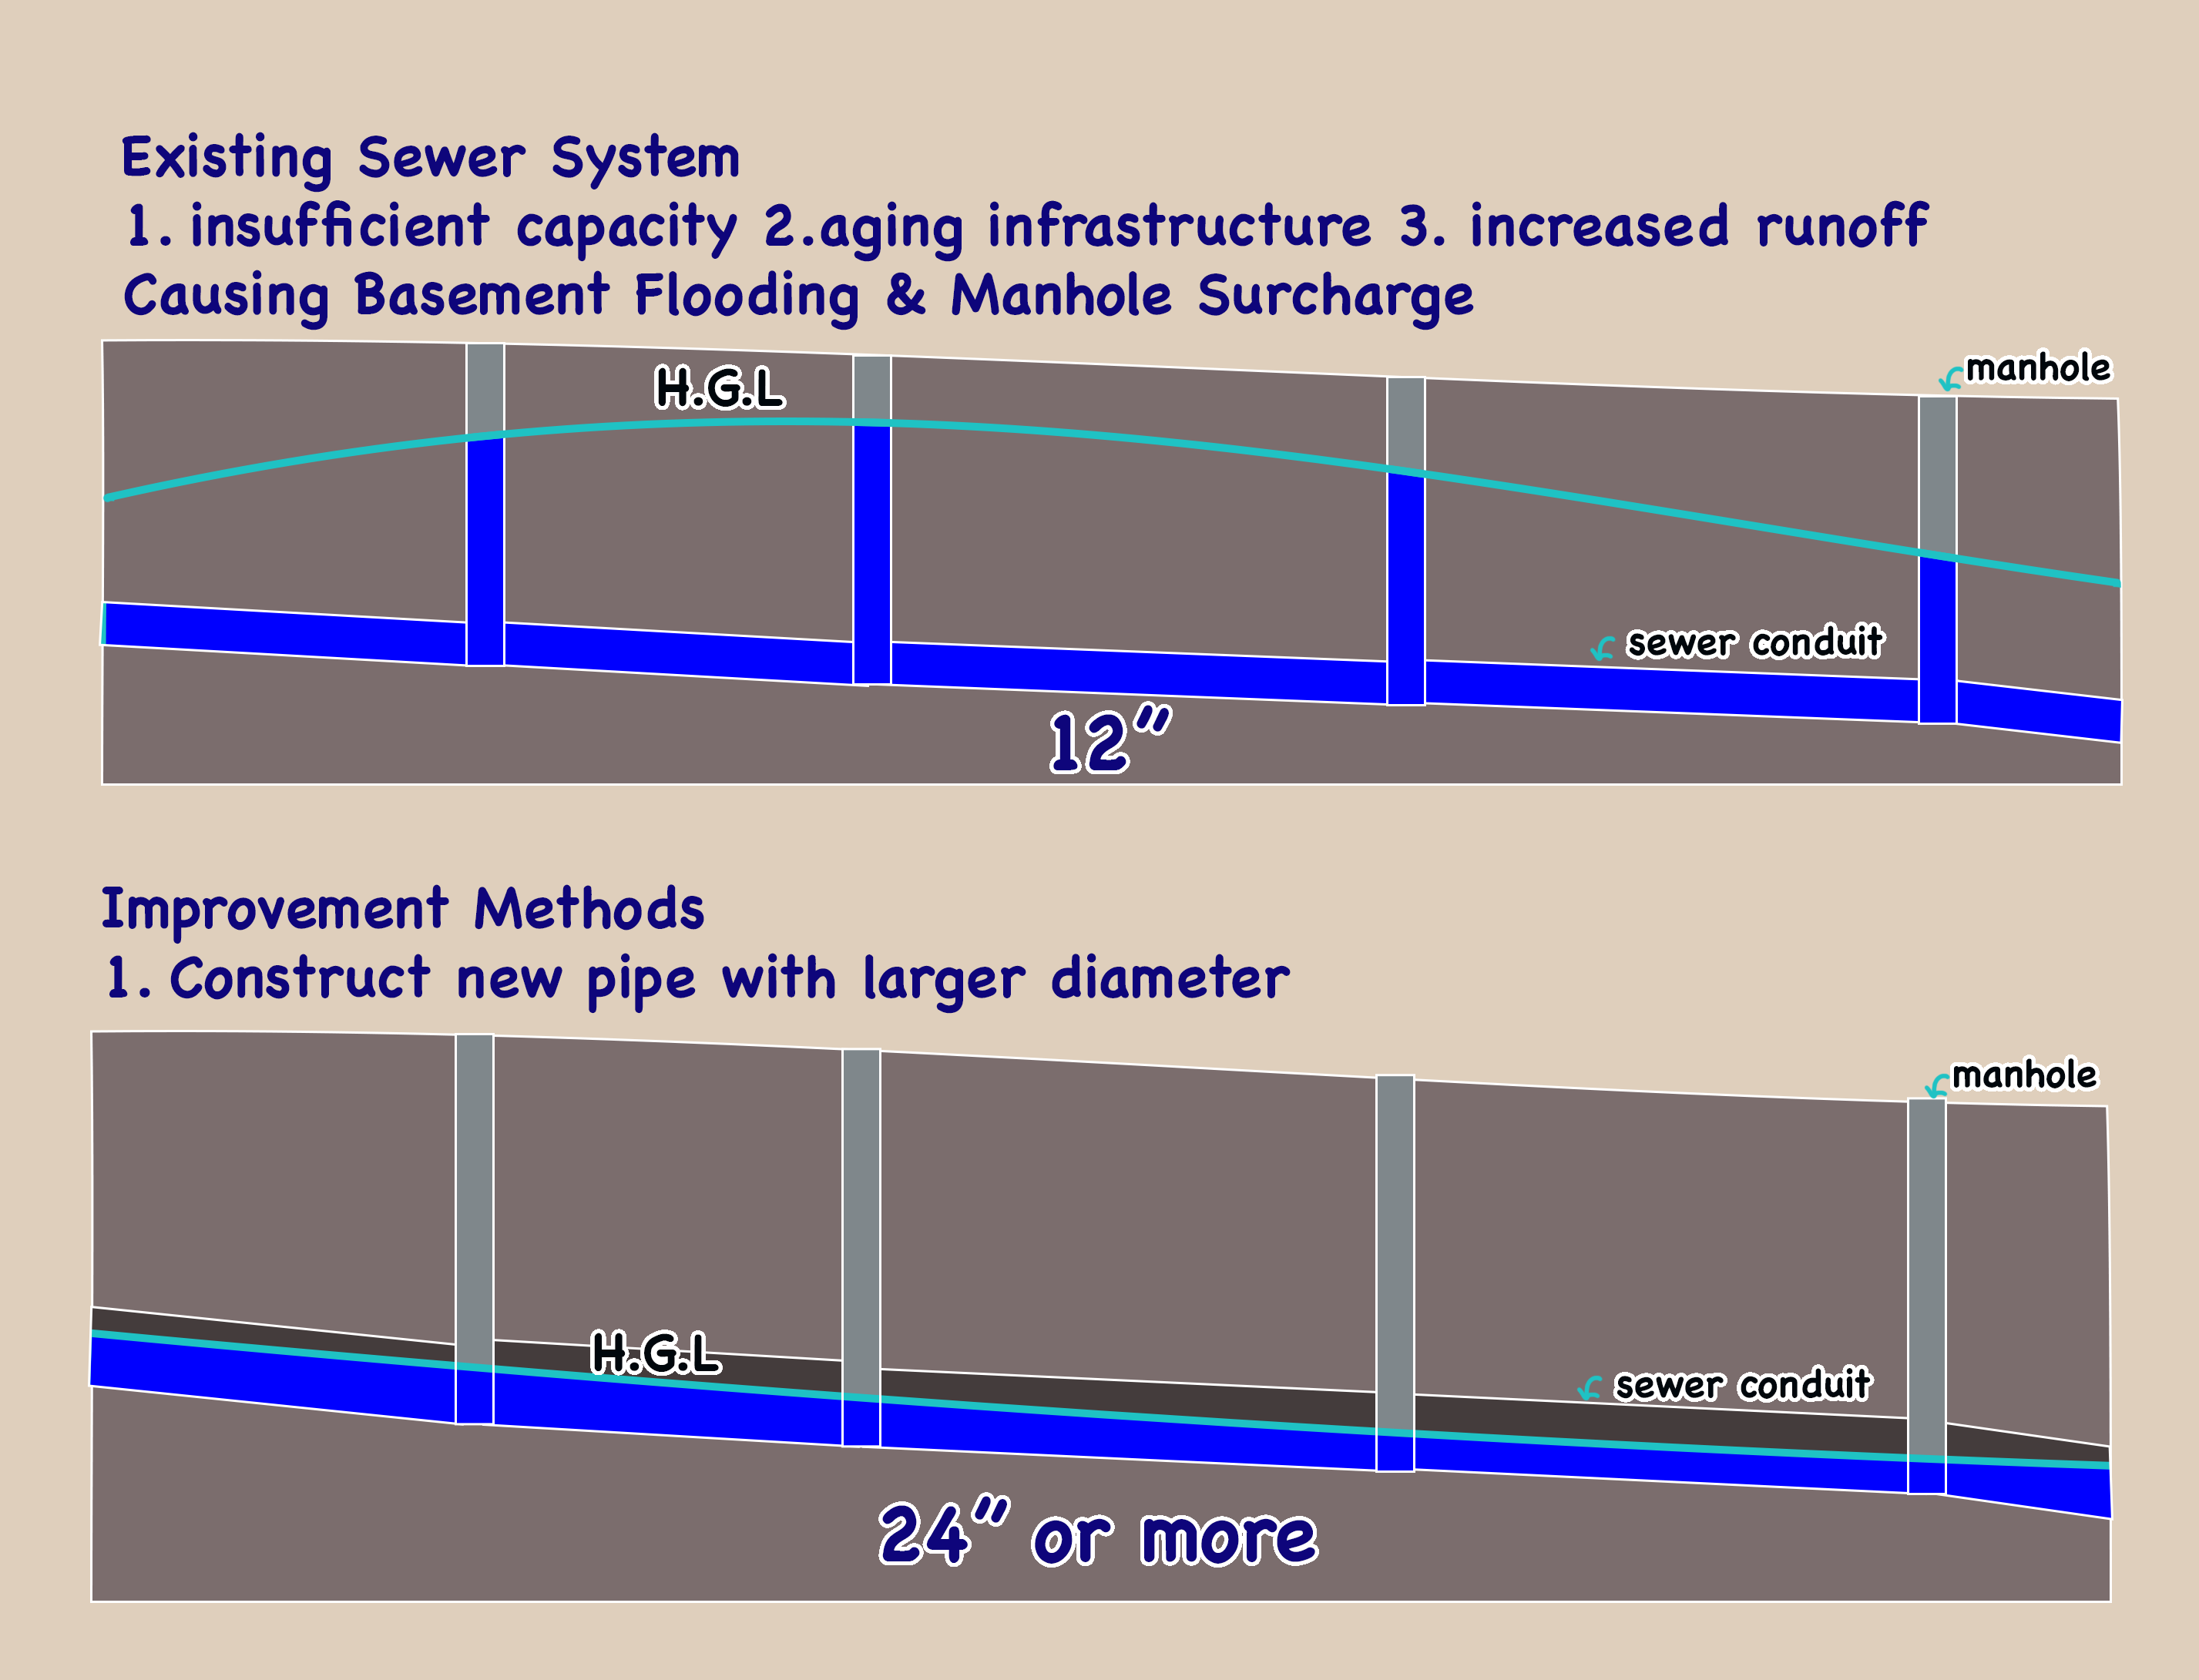 Existing Sewer System
1. insufficient capacity 2.aging infrastructure 3. increased runoff
Causing Basement Flooding & Manhole Surcharge
manhole
H.G.L
sewer conduit
12"
Improvement Methods
1. Construct new pipe with larger diameter
manhole
H.G.L
sewer conduit
24" or more